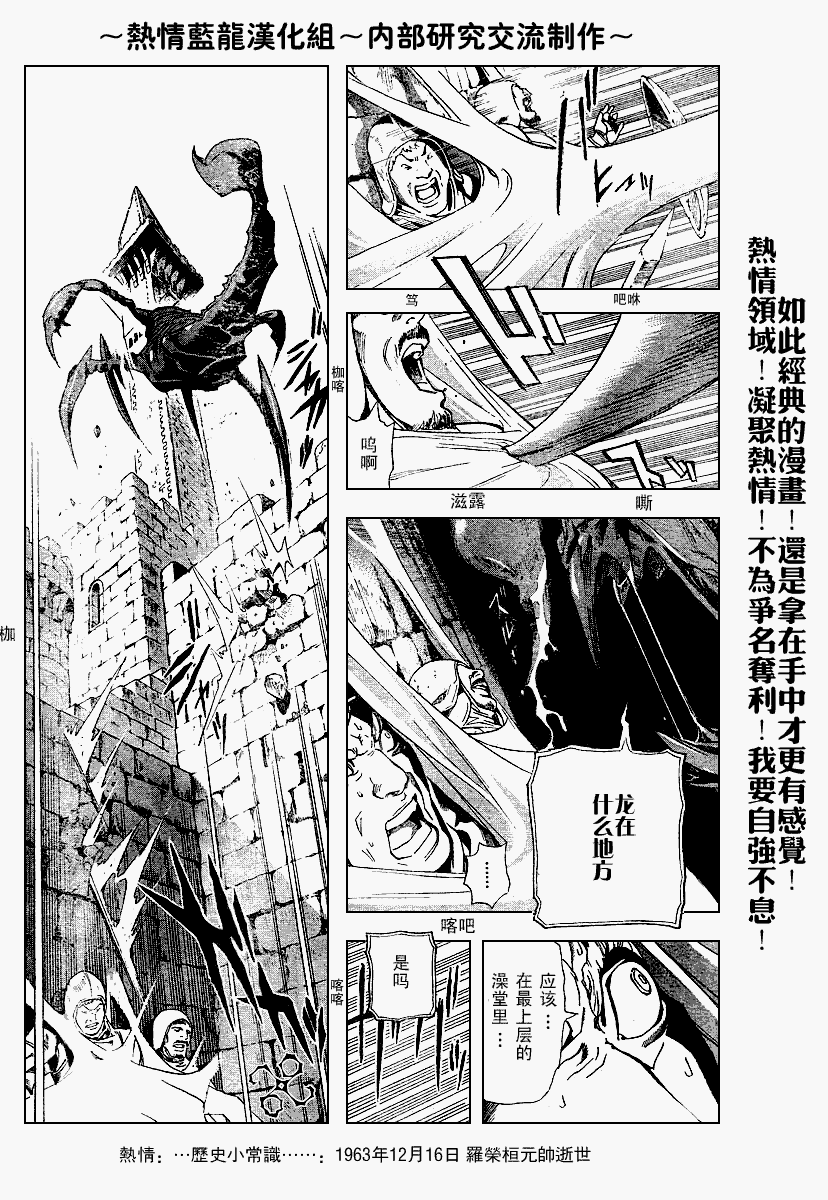 ～熱情藍龍漢化組～内部研究交流制作～
笃
吧咻
枷喀
呜啊
滋露
嘶
龙在
什么地方
……
喀吧
应该…
在最上层的
澡堂里…
是吗
喀喀
枷
如此經典的漫畫！還是拿在手中才更有感覺！
熱情領域！凝聚熱情！不為爭名奪利！我要自強不息！
熱情：…歷史小常識……：1963年12月16日 羅榮桓元帥逝世